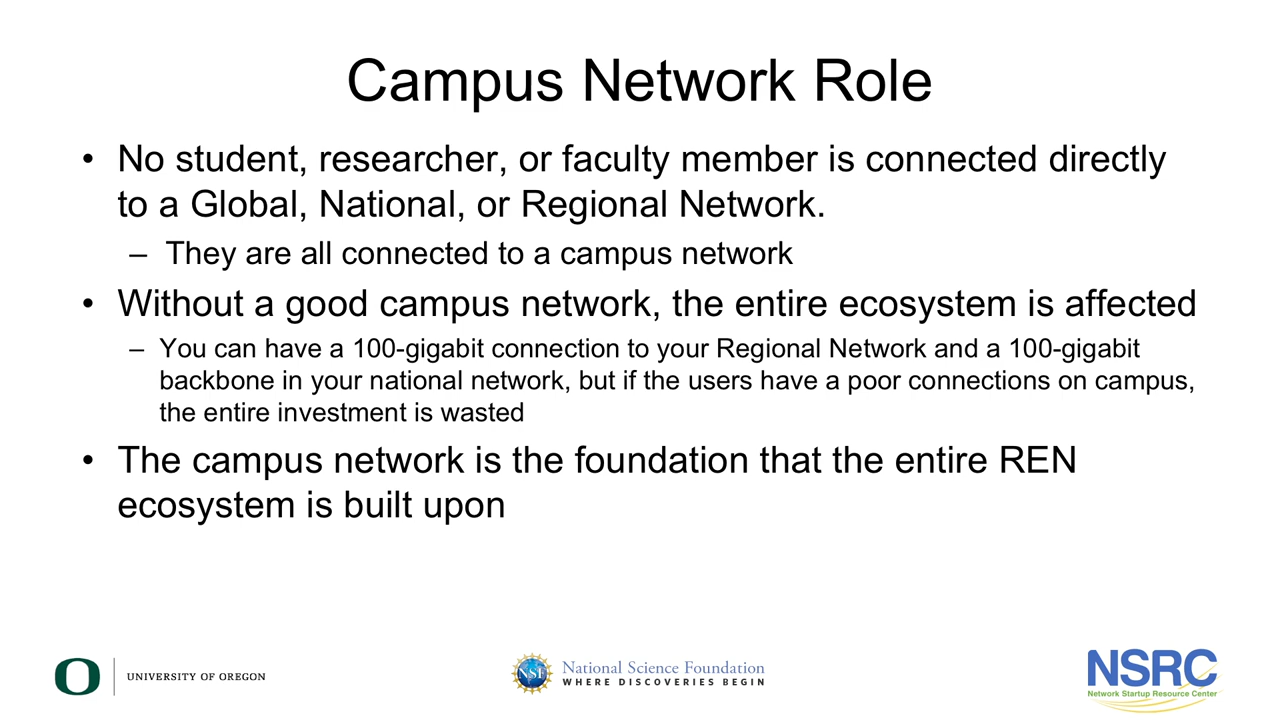 Campus Network Role
• No student, researcher, or faculty member is connected directly
to a Global, National, or Regional Network.
– They are all connected to a campus network
• Without a good campus network, the entire ecosystem is affected
– You can have a 100-gigabit connection to your Regional Network and a 100-gigabit
backbone in your national network, but if the users have a poor connections on campus,
the entire investment is wasted
• The campus network is the foundation that the entire REN
ecosystem is built upon
O
UNIVERSITY OF OREGON
NSF
National Science Foundation
WHERE DISCOVERIES BEGIN
NSRC
Network Startup Resource Center